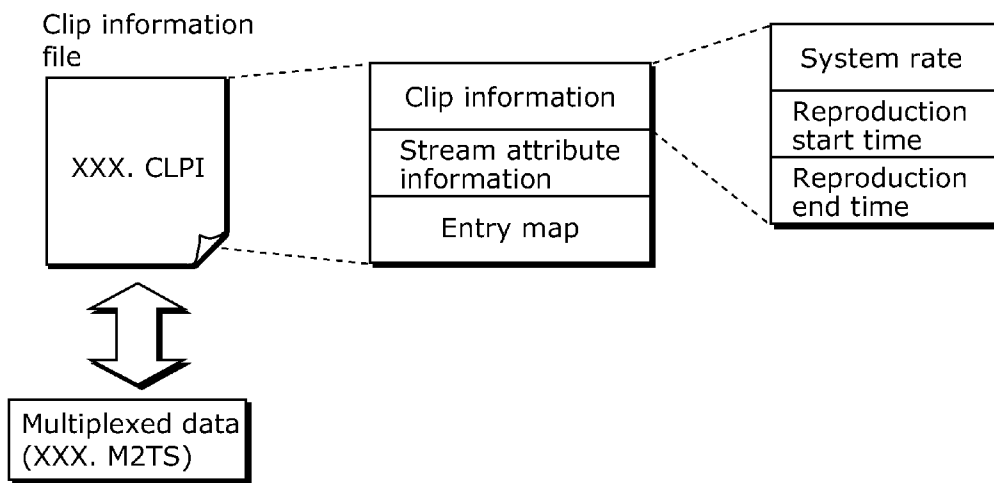 Clip information
file
XXX. CLPI
Clip information
Stream attribute
information
Entry map
System rate
Reproduction
start time
Reproduction
end time
Multiplexed data
(XXX. M2TS)